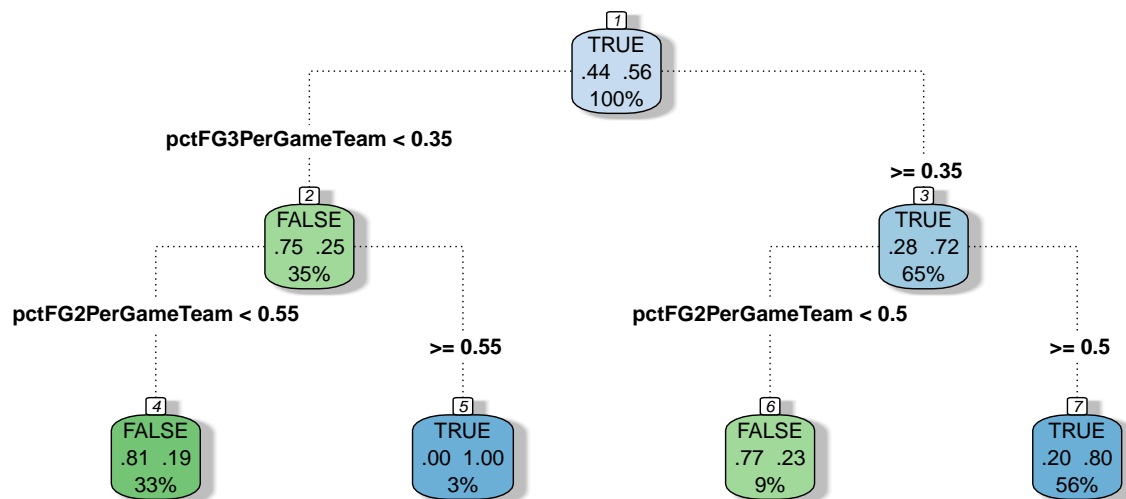 1
TRUE
.44 .56
100%
pctFG3PerGameTeam < 0.35
>= 0.35
2
FALSE
.75 .25
35%
3
TRUE
.28 .72
65%
pctFG2PerGameTeam < 0.55
>= 0.55
pctFG2PerGameTeam < 0.5
>= 0.5
4
FALSE
.81 .19
33%
5
TRUE
.00 1.00
3%
6
FALSE
.77 .23
9%
7
TRUE
.20 .80
56%